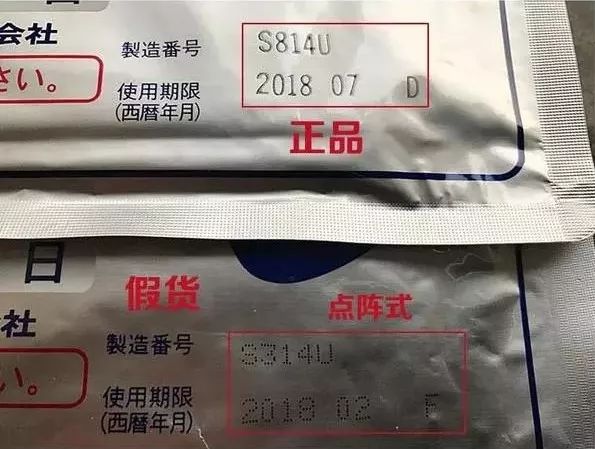 日
会社
さい。
製造番号
S814U
使用期限
2018 07 D
(西暦年月)
正品
日
假货
点阵式
社
い。
製造番号
S314U
使用期限
2018 02 F
(西暦年月)